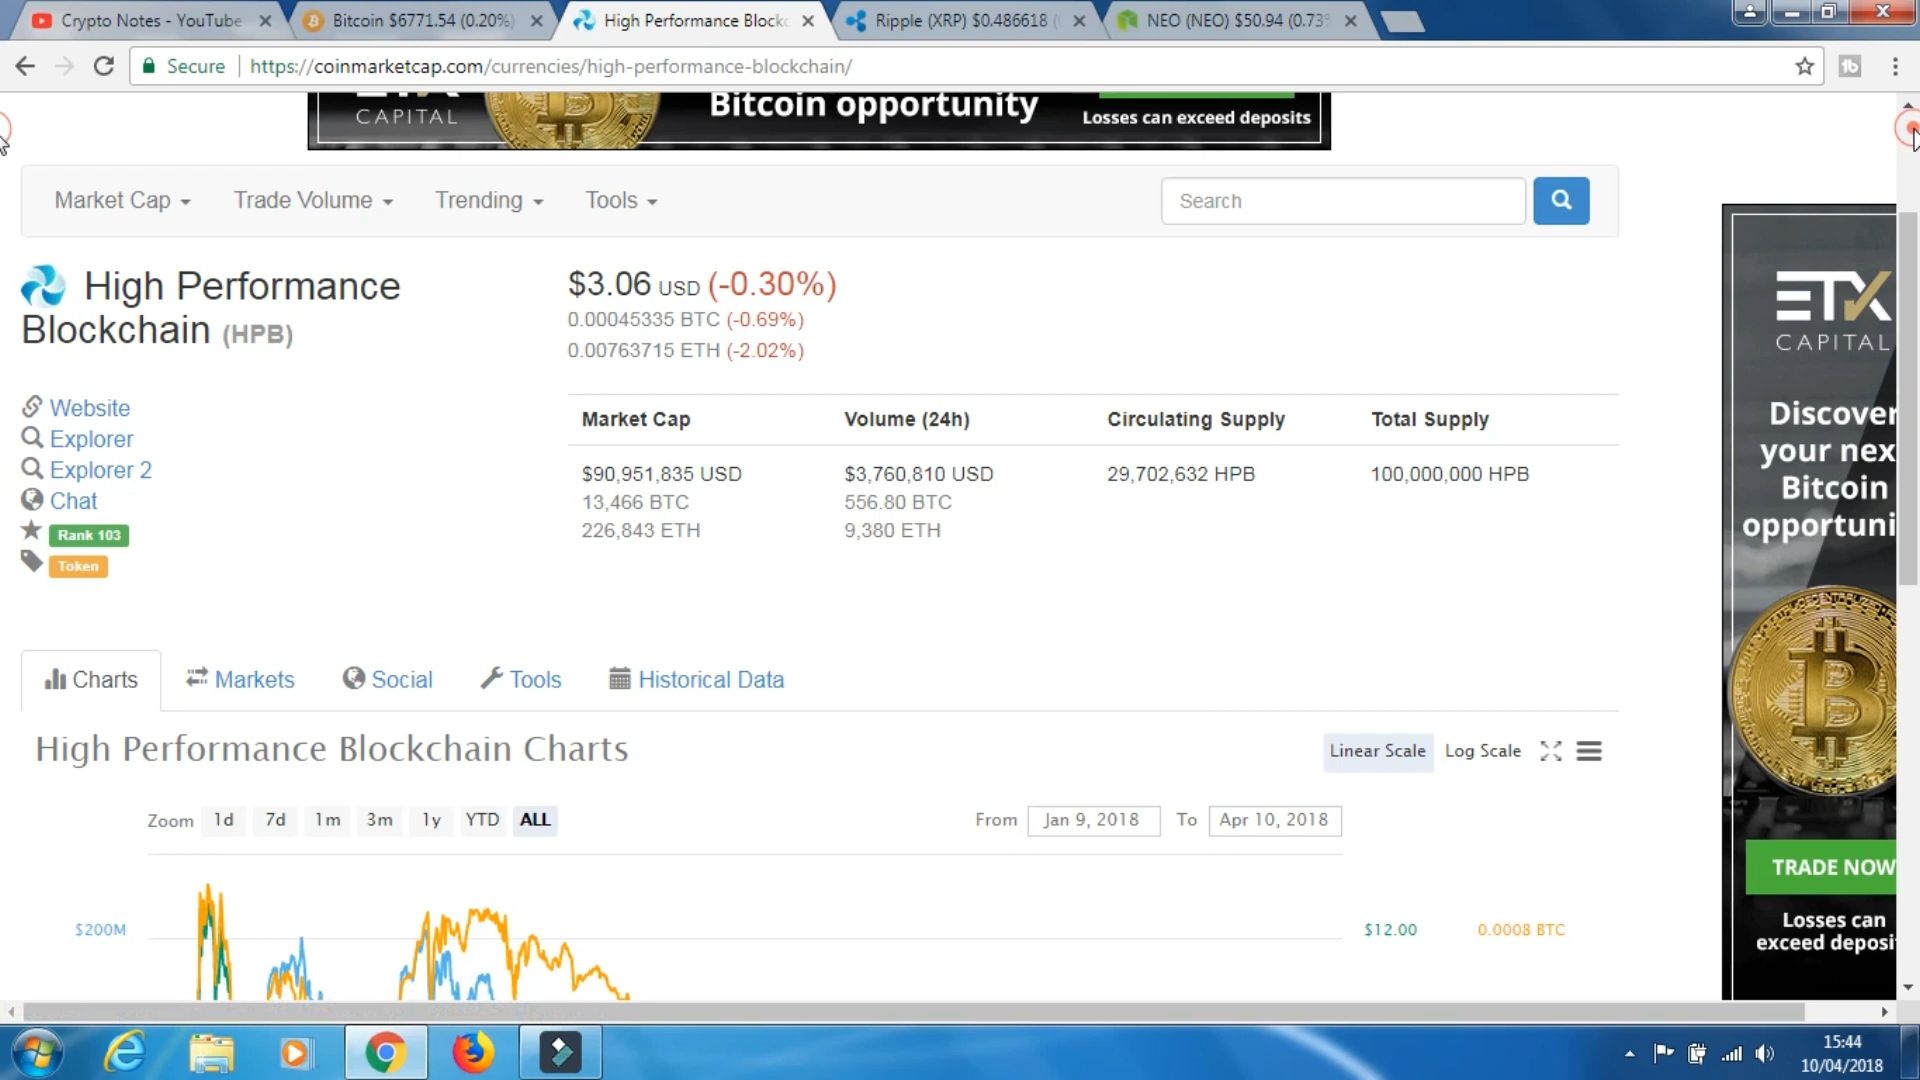 Crypto Notes - YouTube
Bitcoin $6771.54 (0.20%)
High Performance Block
Ripple (XRP) $0.486618 (
NEO (NEO) $50.94 (0.73
Secure
https://coinmarketcap.com/currencies/high-performance-blockchain/
CAPITAL
Bitcoin opportunity
Losses can exceed deposits
Market Cap
Trade Volume
Trending
Tools
Search
High Performance
Blockchain (HPB)
$3.06 USD (-0.30%)
0.00045335 BTC (-0.69%)
0.00763715 ETH (-2.02%)
Website
Explorer
Explorer 2
Chat
Rank 103
Token
Market Cap Volume (24h) Circulating Supply Total Supply
$90,951,835 USD $3,760,810 USD 29,702,632 HPB 100,000,000 HPB
13,466 BTC 556.80 BTC
226,843 ETH 9,380 ETH
ETX
CAPITAL
Discover
your nex
Bitcoin
opportuni
TRADE NOW
Losses can
exceed deposi
Charts
Markets
Social
Tools
Historical Data
High Performance Blockchain Charts
Linear Scale Log Scale
Zoom 1d 7d 1m 3m 1y YTD ALL
From Jan 9, 2018 To Apr 10, 2018
$200M
$12.00
0.0008 BTC
15:44
10/04/2018